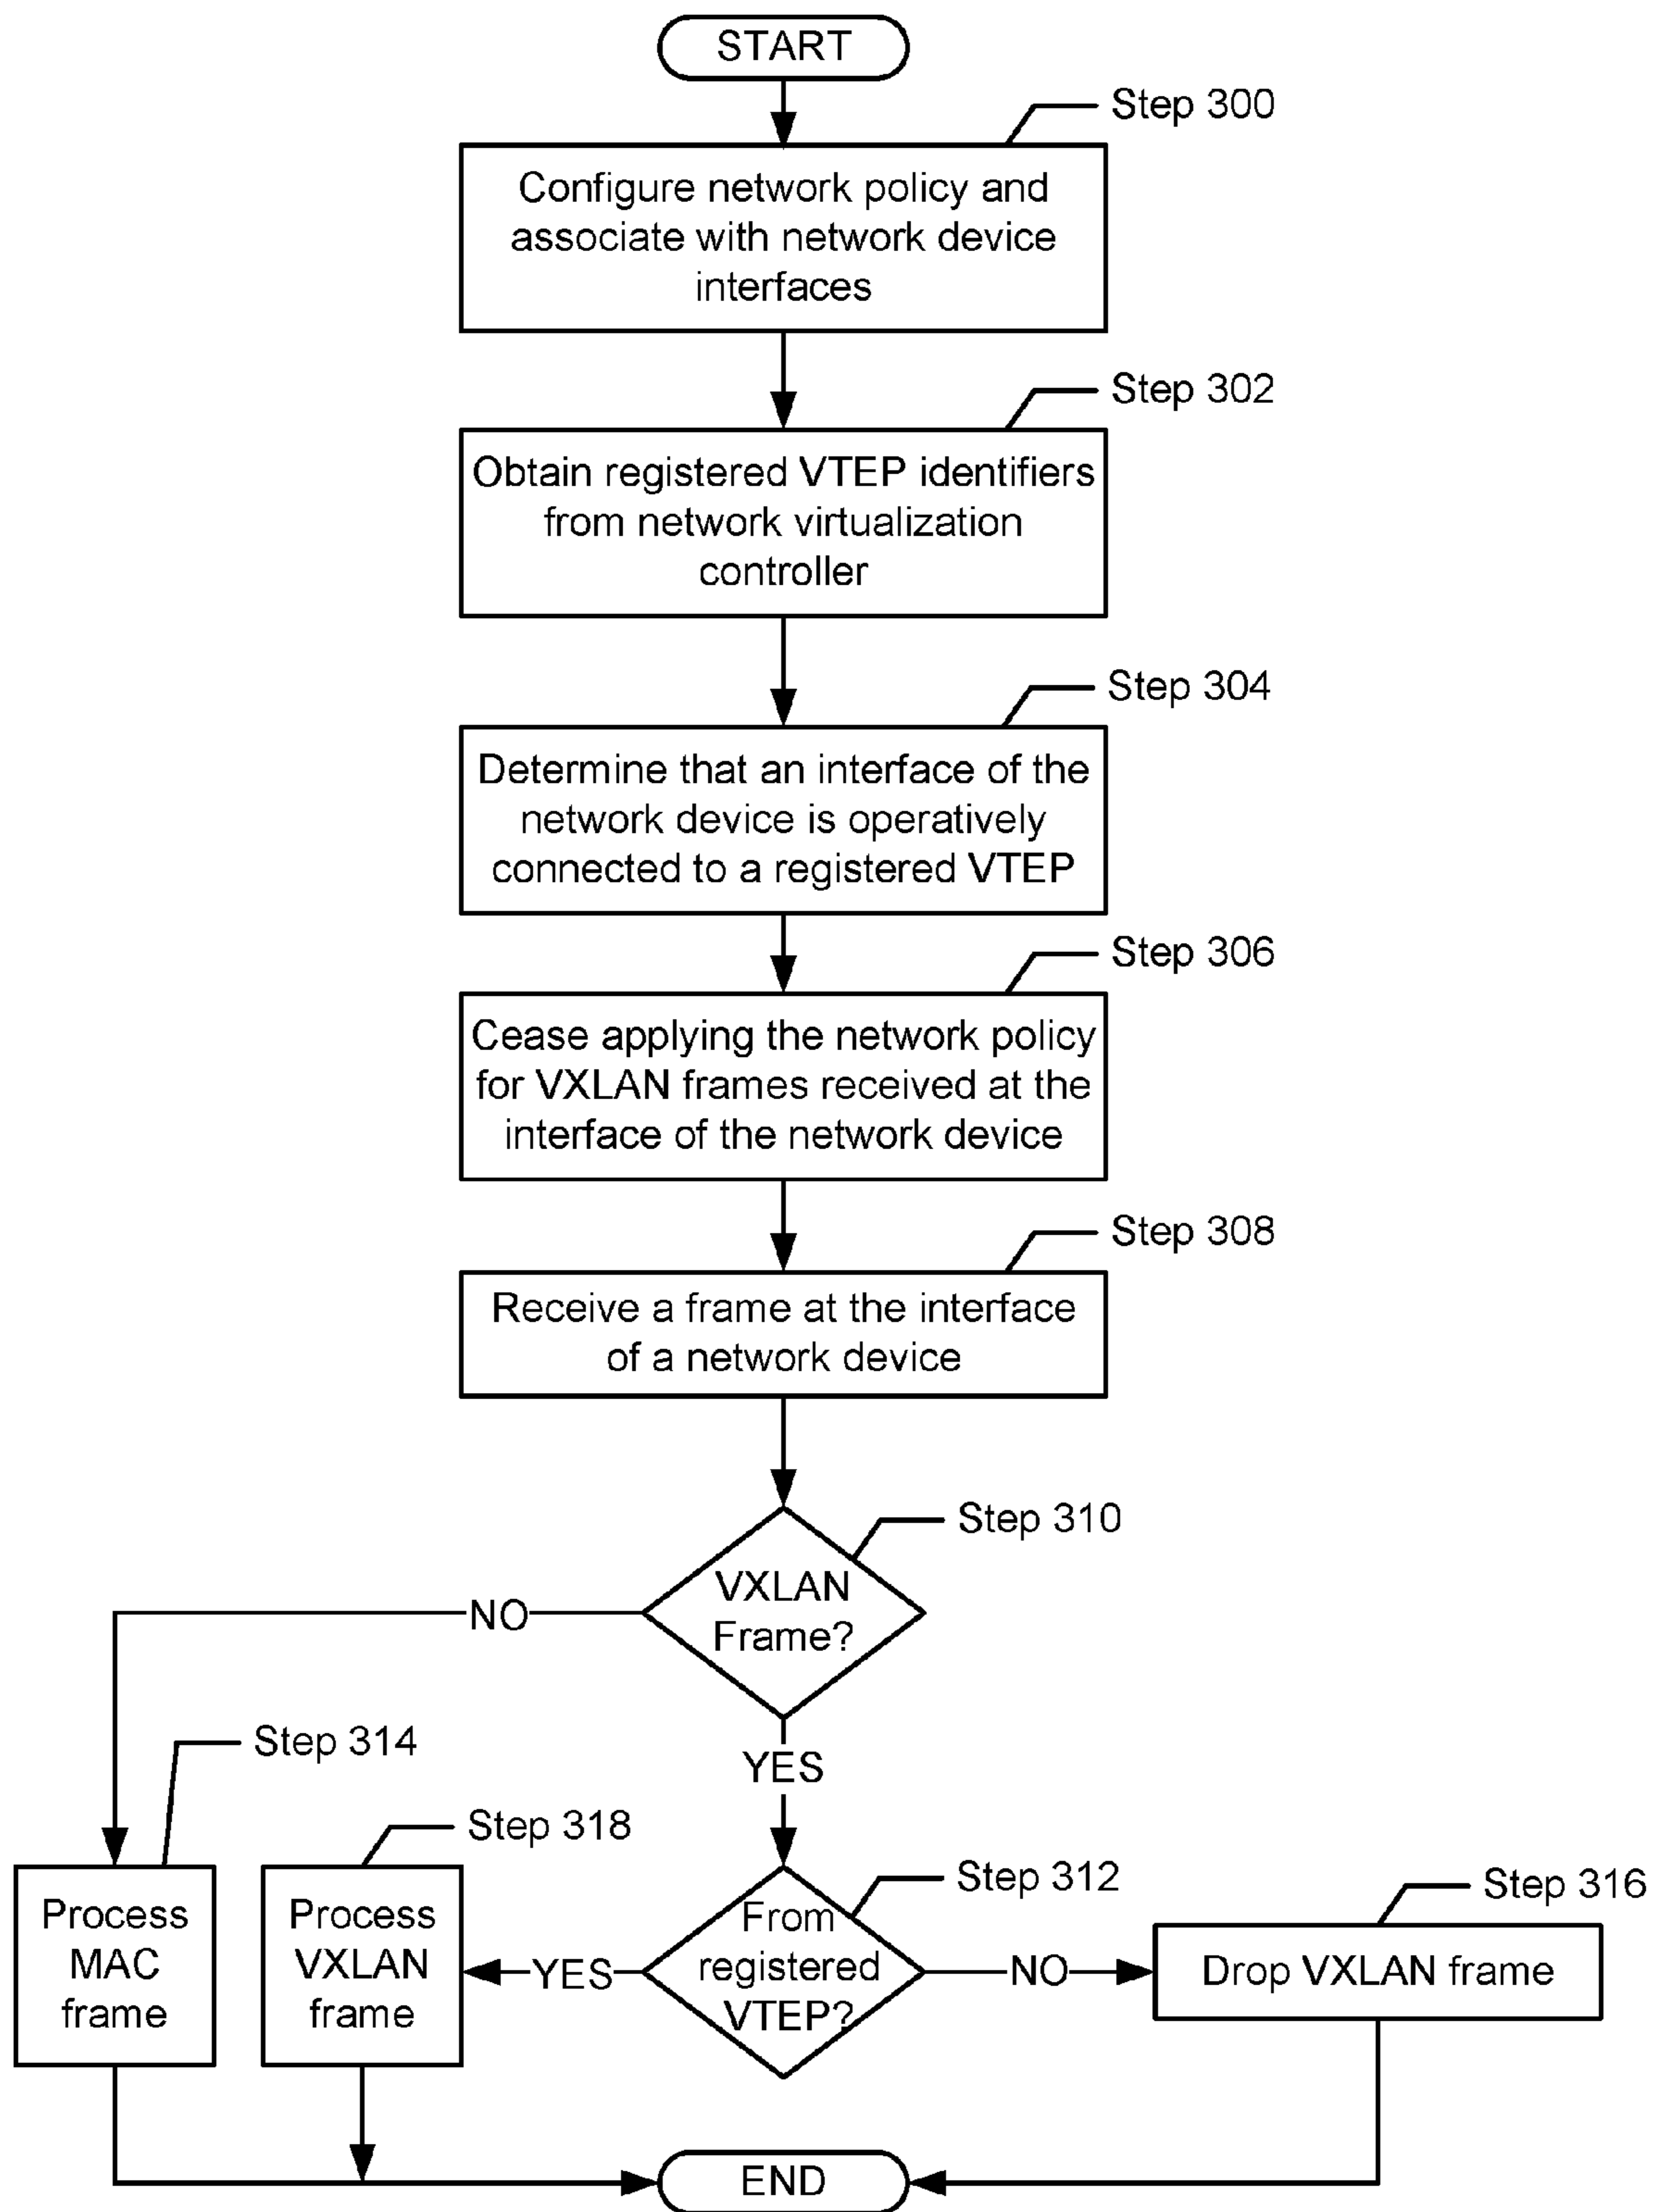 START
Step 300
Configure network policy and
associate with network device
interfaces
Step 302
Obtain registered VTEP identifiers
from network virtualization
controller
Step 304
Determine that an interface of the
network device is operatively
connected to a registered VTEP
Step 306
Cease applying the network policy
for VXLAN frames received at the
interface of the network device
Step 308
Receive a frame at the interface
of a network device
Step 310
VXLAN
Frame?
NO
YES
Step 314
Process
MAC
frame
Step 318
Process
VXLAN
frame
YES
Step 312
From
registered
VTEP?
NO
Step 316
Drop VXLAN frame
END